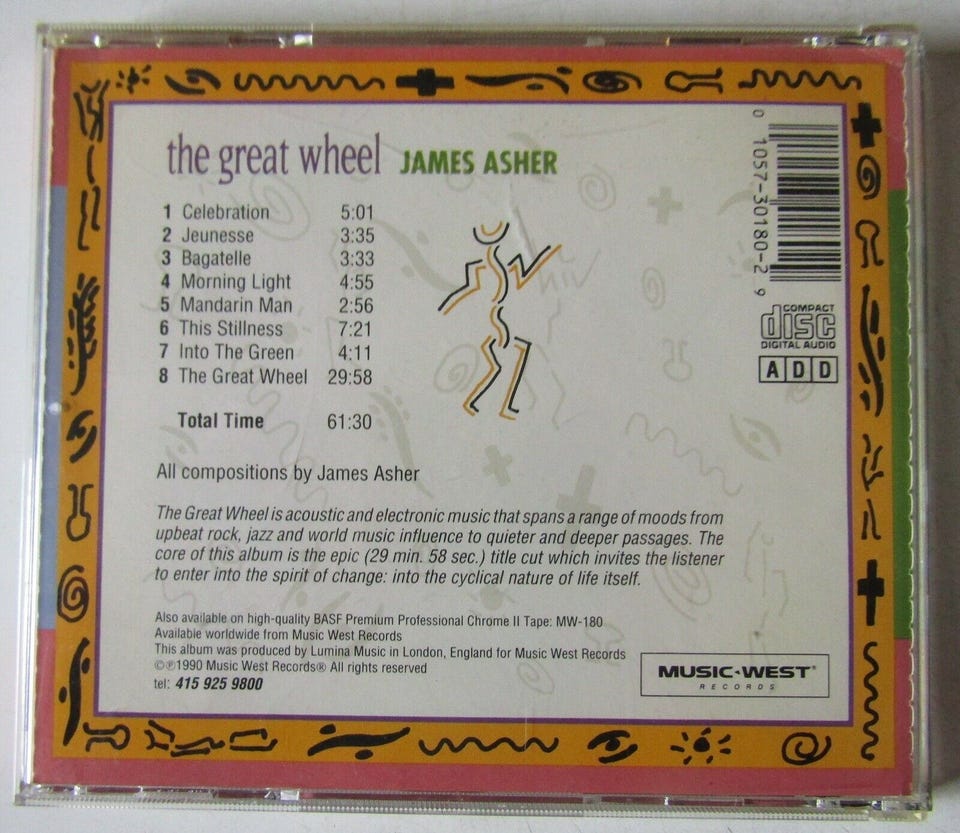 the great wheel JAMES ASHER
1 Celebration 5:01
2 Jeunesse 3:35
3 Bagatelle 3:33
4 Morning Light 4:55
5 Mandarin Man 2:56
6 This Stillness 7:21
7 Into The Green 4:11
8 The Great Wheel 29:58
Total Time 61:30
All compositions by James Asher
The Great Wheel is acoustic and electronic music that spans a range of moods from
upbeat rock, jazz and world music influence to quieter and deeper passages. The
core of this album is the epic (29 min. 58 sec.) title cut which invites the listener
to enter into the spirit of change: into the cyclical nature of life itself.
Also available on high-quality BASF Premium Professional Chrome II Tape: MW-180
Available worldwide from Music West Records
This album was produced by Lumina Music in London, England for Music West Records
©℗1990 Music West Records® All rights reserved
tel: 415 925 9800
0 1057-30180-2 9
COMPACT
disc
DIGITAL AUDIO
A D D
MUSIC•WEST®
RECORDS